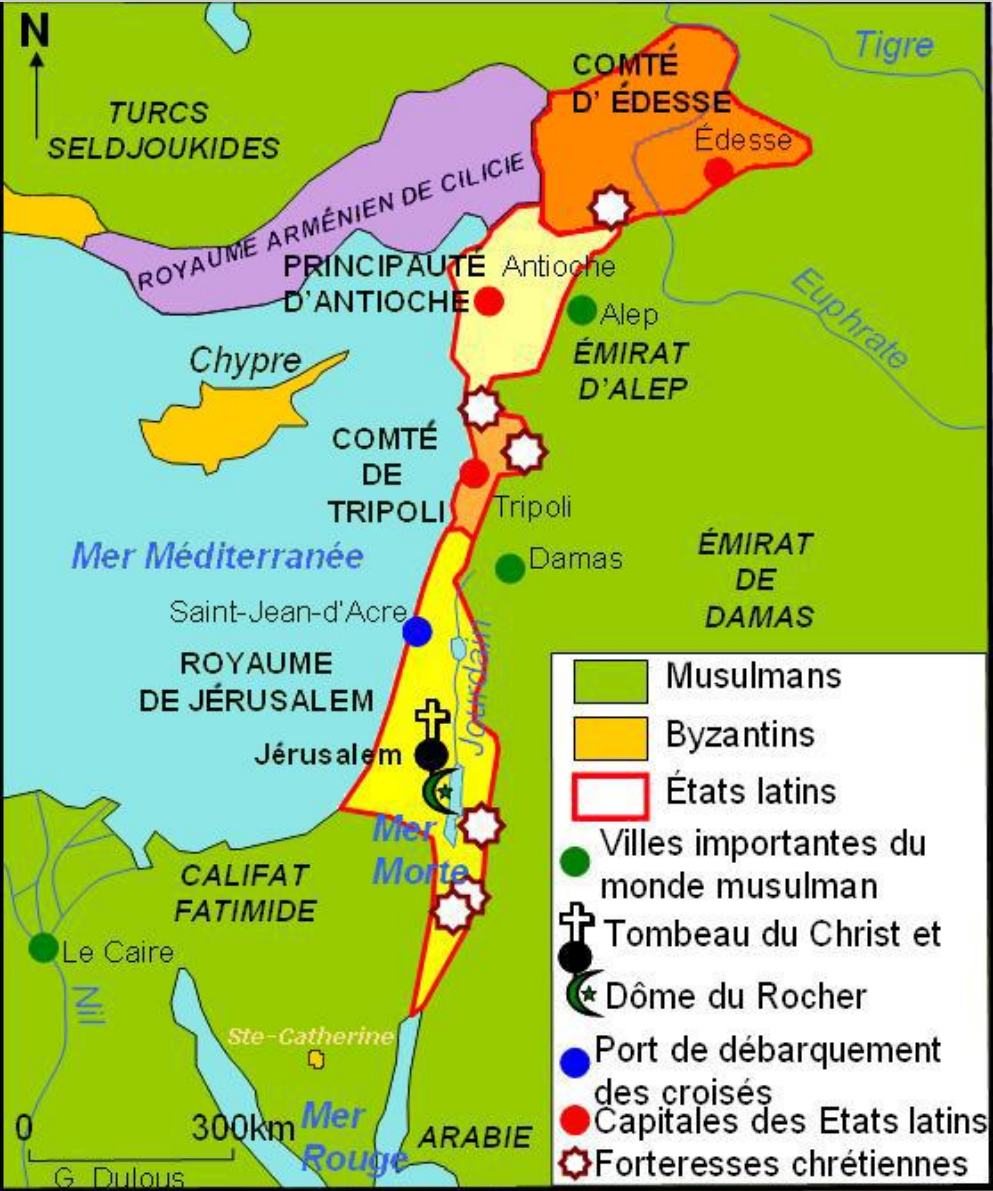 N
TURCS
SELDJOUKIDES
COMTÉ
D' ÉDESSE
Édesse
Tigre
ROYAUME ARMÉNIEN DE CILICIE
PRINCIPAUTÉ
D'ANTIOCHE
Antioche
Alep
ÉMIRAT
D'ALEP
Euphrate
Chypre
COMTÉ
DE
TRIPOLI
Tripoli
Mer Méditerranée
Damas
ÉMIRAT
DE
DAMAS
Saint-Jean-d'Acre
ROYAUME
DE JÉRUSALEM
Jourdain
Jérusalem
Mer
Morte
CALIFAT
FATIMIDE
Le Caire
Nil
Ste-Catherine
Mer
Rouge
ARABIE
0 300km
G. Dulous
Musulmans
Byzantins
États latins
Villes importantes du
monde musulman
Tombeau du Christ et
Dôme du Rocher
Port de débarquement
des croisés
Capitales des Etats latins
Forteresses chrétiennes